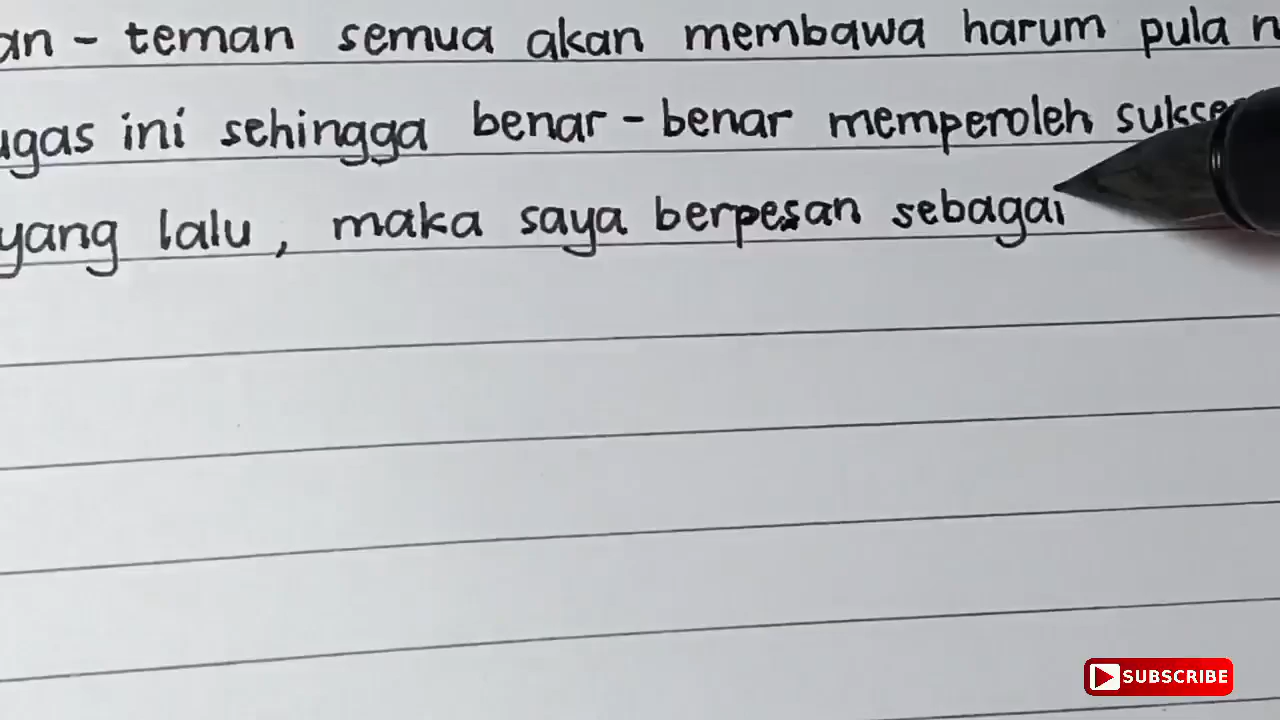 an - teman semua akan membawa harum pula n
ugas ini sehingga benar - benar memperoleh sukse
yang lalu, maka saya berpesan sebagai
SUBSCRIBE